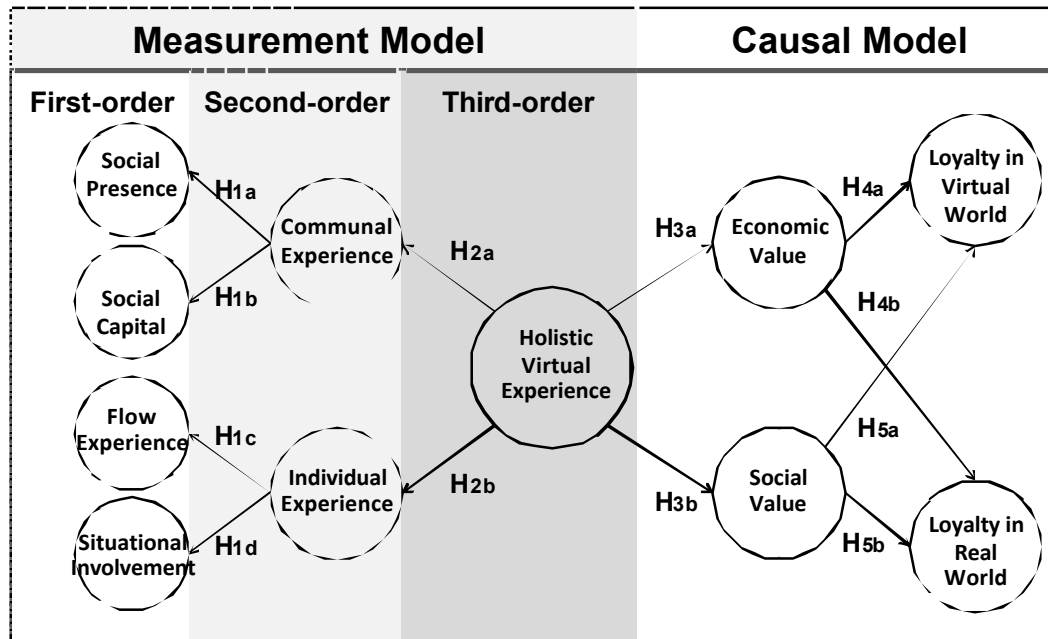 Measurement Model
Causal Model
First-order
Second-order
Third-order
Social
Presence
H1a
Communal
Experience
H2a
H1b
Social
Capital
Flow
Experience
H1c
Individual
Experience
H2b
H1d
Situational
Involvement
Holistic
Virtual
Experience
H3a
Economic
Value
H4a
Loyalty in
Virtual
World
H4b
H5a
H3b
Social
Value
H5b
Loyalty in
Real
World